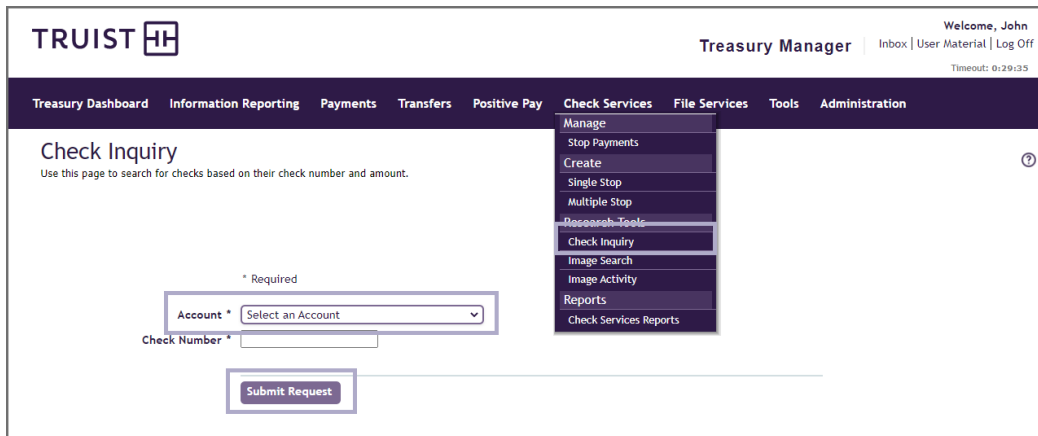 TRUIST
Welcome, John
Treasury Manager
Inbox | User Material | Log Off
Timeout: 0:29:35
Treasury Dashboard Information Reporting Payments Transfers Positive Pay Check Services File Services Tools Administration
Manage
Stop Payments
Create
Single Stop
Multiple Stop
Research Tools
Check Inquiry
Image Search
Image Activity
Reports
Check Services Reports
Check Inquiry
Use this page to search for checks based on their check number and amount.
?
* Required
Account * Select an Account
Check Number *
Submit Request